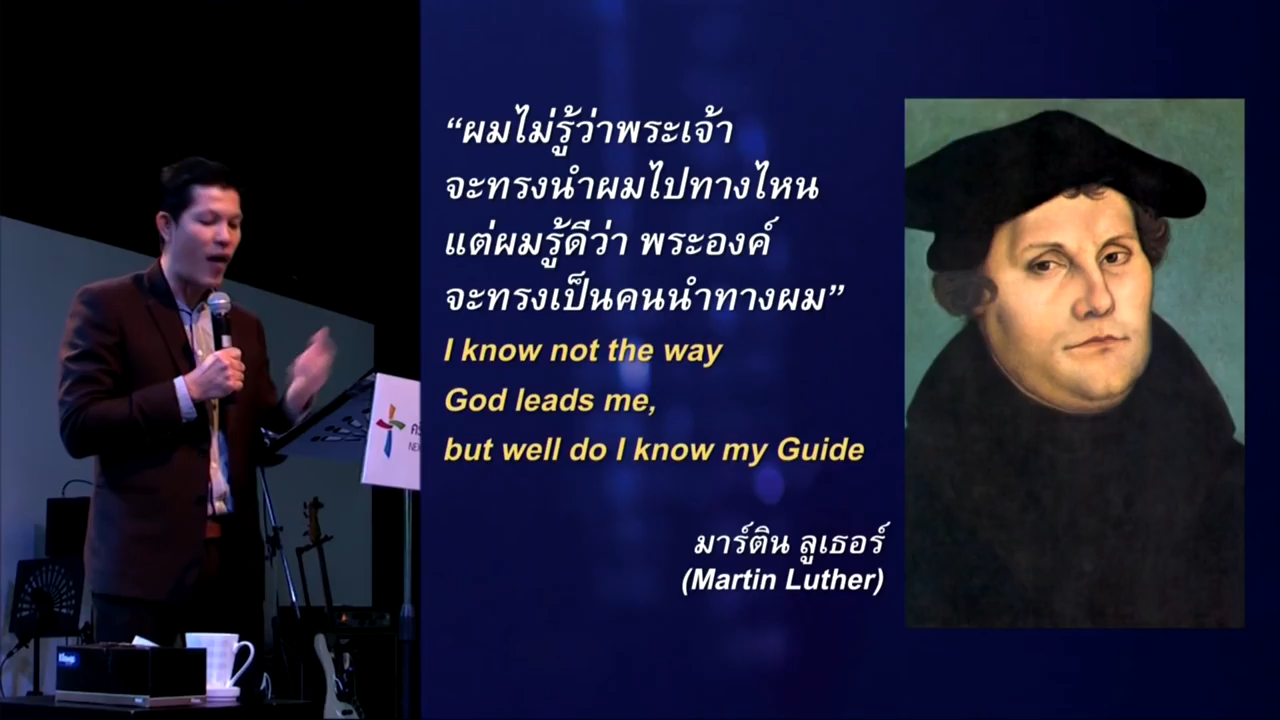 “ผมไม่รู้ว่าพระเจ้า
จะทรงนำผมไปทางไหน
แต่ผมรู้ดีว่า พระองค์
จะทรงเป็นคนนำทางผม”
I know not the way
God leads me,
but well do I know my Guide
มาร์ติน ลูเธอร์
(Martin Luther)